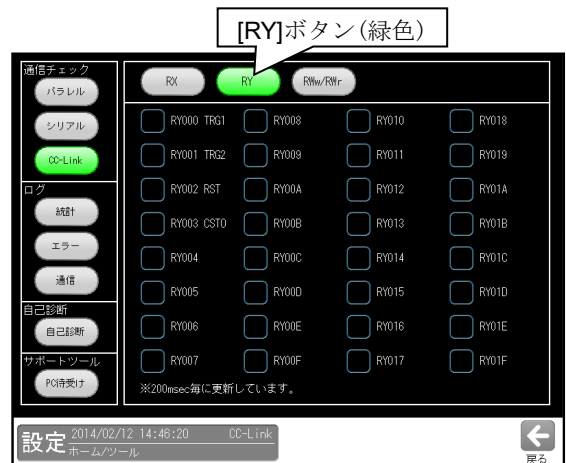 [RY]ボタン(緑色)
通信チェック
パラレル
シリアル
CC-Link
ログ
統計
エラー
通信
自己診断
自己診断
サポートツール
PC待受け
RX RY RWw/RWr
RY000 TRG1 RY008 RY010 RY018
RY001 TRG2 RY009 RY011 RY019
RY002 RST RY00A RY012 RY01A
RY003 CSTO RY00B RY013 RY01B
RY004 RY00C RY014 RY01C
RY005 RY00D RY015 RY01D
RY006 RY00E RY016 RY01E
RY007 RY00F RY017 RY01F
※200msec毎に更新しています。
設定 2014/02/12 14:46:20 CC-Link
ホーム/ツール
戻る